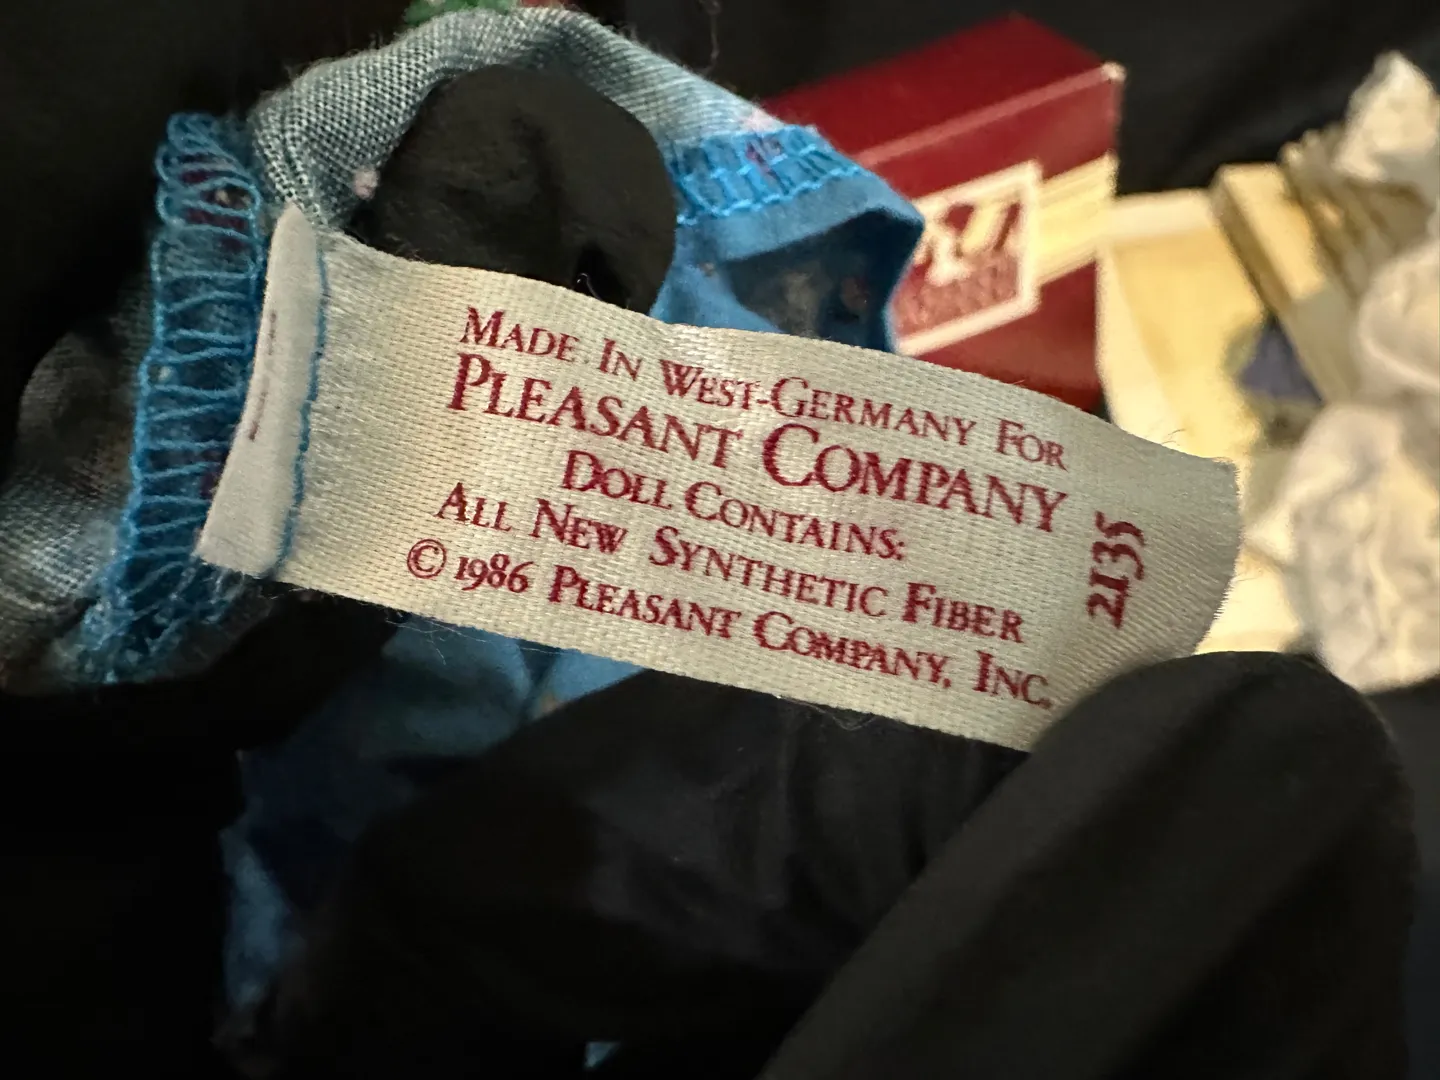 MADE IN WEST-GERMANY FOR
PLEASANT COMPANY
DOLL CONTAINS:
ALL NEW SYNTHETIC FIBER
© 1986 PLEASANT COMPANY, INC.
2135